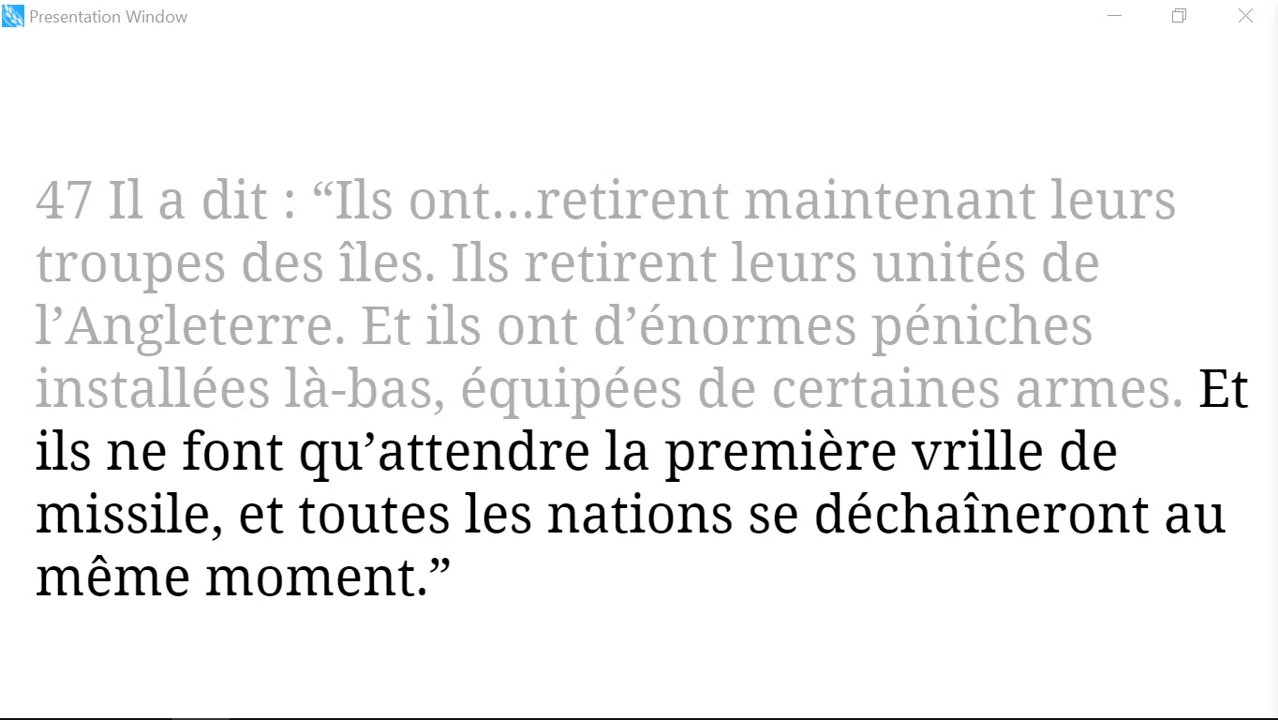 Presentation Window
47 Il a dit : “Ils ont...retirent maintenant leurs
troupes des îles. Ils retirent leurs unités de
l’Angleterre. Et ils ont d’énormes péniches
installées là-bas, équipées de certaines armes. Et
ils ne font qu’attendre la première vrille de
missile, et toutes les nations se déchaîneront au
même moment.”